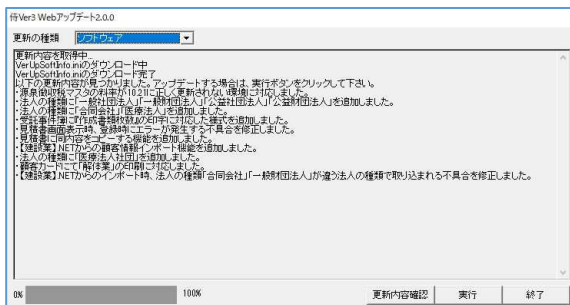 侍Ver3 Webアップデート2.0.0
更新の種類 ソフトウェア
更新内容を取得中..
VerUpSoftInfo.iniのダウンロード中
VerUpSoftInfo.iniのダウンロード完了
以下の更新内容が見つかりました。アップデートする場合は、実行ボタンをクリックして下さい。
・源泉徴収税マスタの料率が10.21に正しく更新されない環境に対応しました。
・法人の種類に「一般社団法人」「一般財団法人」「公益社団法人」「公益財団法人」を追加しました。
・法人の種類に「合同会社」「医療法人」を追加しました。
・受託事件簿に『作成書類枚数』の印字に対応した様式を追加しました。
・見積書画面表示時、登録時にエラーが発生する不具合を修正しました。
・見積書に同内容をコピーする機能を追加しました。
・【建設業】NETからの顧客情報インポート機能を追加しました。
・法人の種類に「医療法人社団」を追加しました。
・顧客カードにて「解体業」の印刷に対応しました。
・【建設業】NETからのインポート時、法人の種類「合同会社」「一般財団法人」が違う法人の種類で取り込まれる不具合を修正しました。
0% 100% 更新内容確認 実行 終了